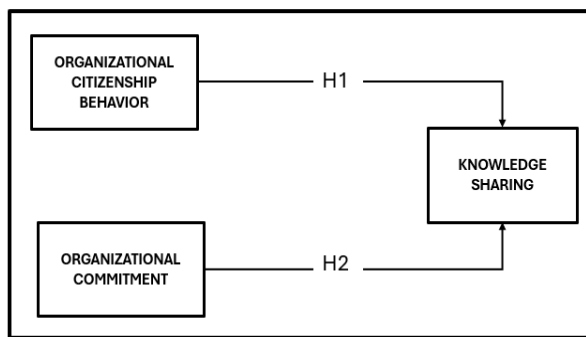 ORGANIZATIONAL
CITIZENSHIP
BEHAVIOR
H1
KNOWLEDGE
SHARING
ORGANIZATIONAL
COMMITMENT
H2